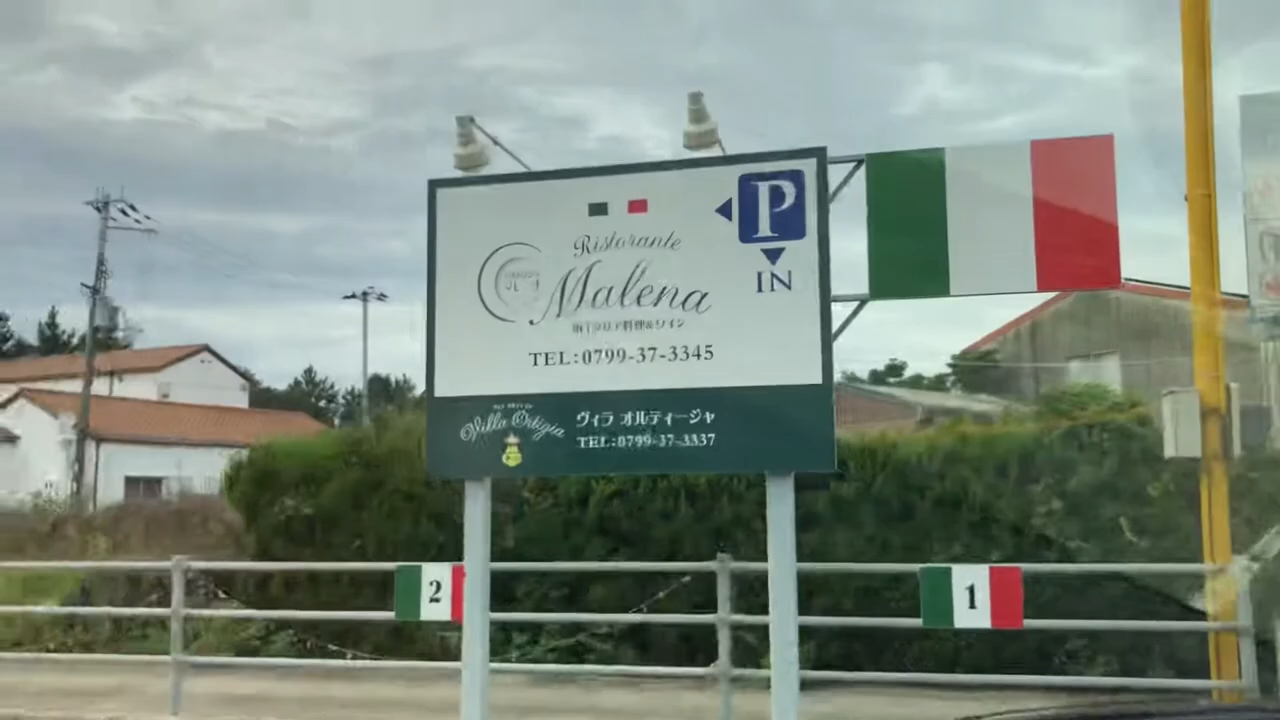 P
IN
Ristorante
Malena
南イタリア料理&ワイン
TEL:0799-37-3345
Villa Ortigia
ヴィラ オルティージャ
TEL:0799-37-3337
2
1